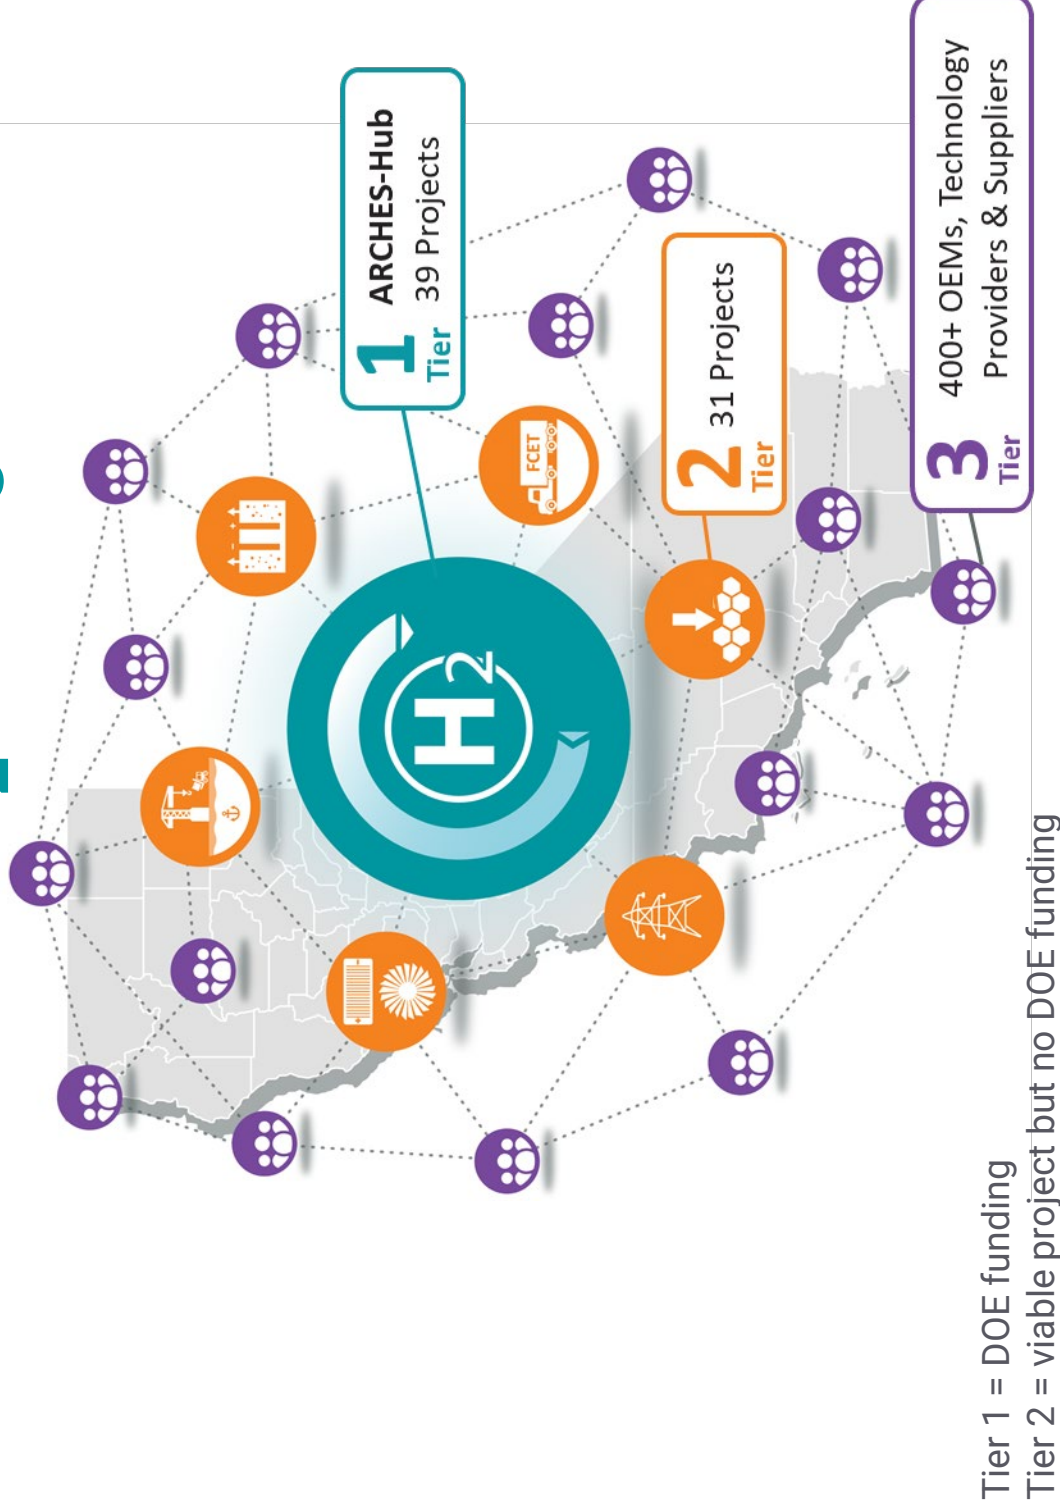 1
Tier
ARCHES-Hub
39 Projects
FCET
H2
2
Tier
31 Projects
3
Tier
400+ OEMs, Technology
Providers & Suppliers
Tier 1 = DOE funding
Tier 2 = viable project but no DOE funding